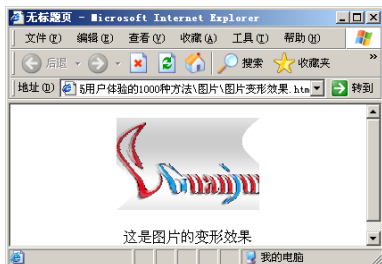 无标题页 - Microsoft Internet Explorer
文件(F) 编辑(E) 查看(V) 收藏(A) 工具(T) 帮助(H)
后退 搜索 收藏夹 »
地址(D) 5用户体验的1000种方法\图片\图片变形效果.htm 转到
Suanjun
这是图片的变形效果
我的电脑